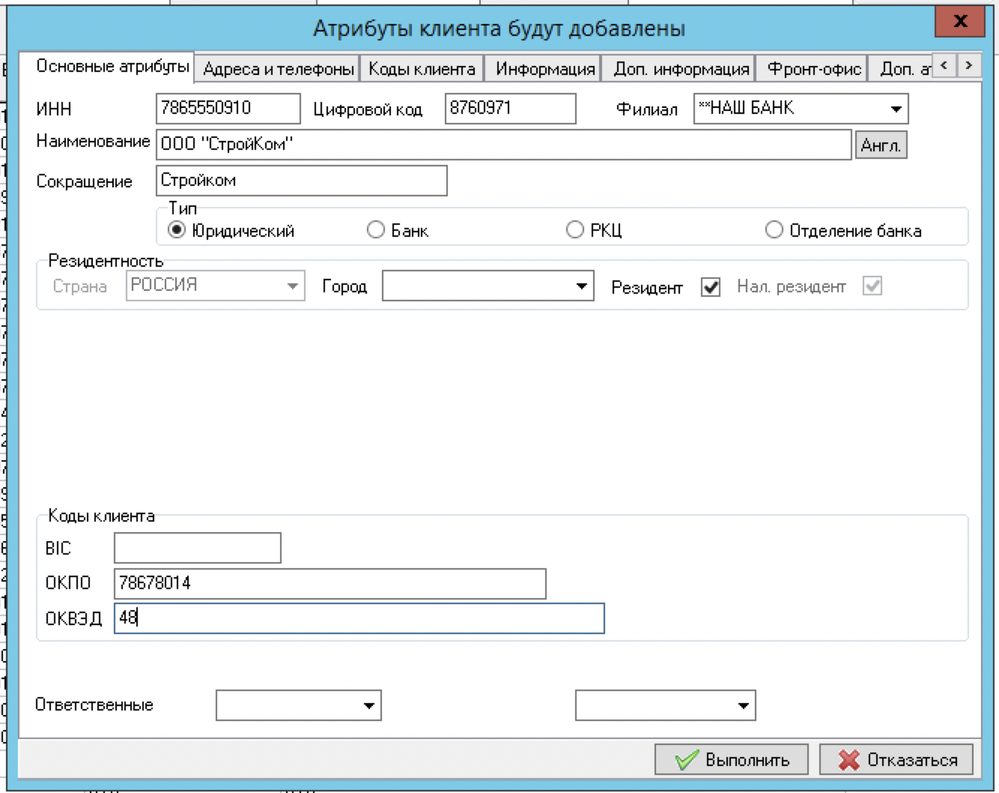 Атрибуты клиента будут добавлены
x
Основные атрибуты Адреса и телефоны Коды клиента Информация Доп. информация Фронт-офис Доп. < >
ИНН 7865550910 Цифровой код 8760971 Филиал **НАШ БАНК
Наименование ООО "СтройКом" Англ.
Сокращение Стройком
Тип
Юридический Банк РКЦ Отделение банка
Резидентность
Страна РОССИЯ Город Резидент Нал. резидент
Коды клиента
BIC
ОКПО 78678014
ОКВЭД 48
Ответственные
Выполнить Отказаться